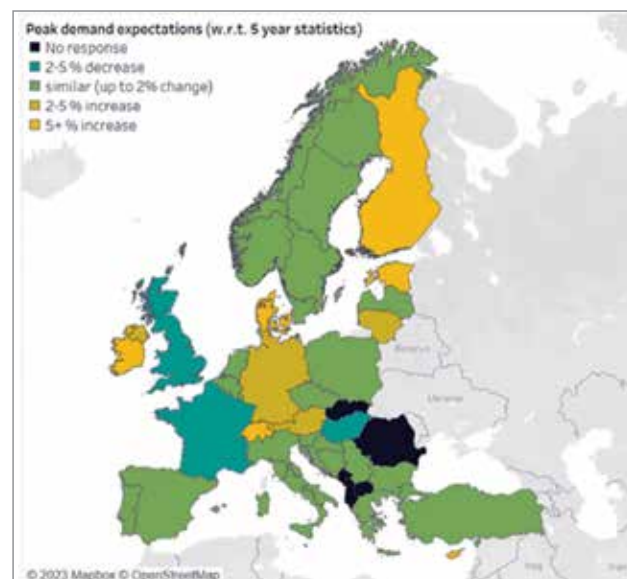 Peak demand expectations (w.r.t. 5 year statistics)
No response
2-5 % decrease
similar (up to 2% change)
2-5 % increase
5+ % increase
Belarus
Ukraine
Iraq
© 2023 Mapbox © OpenStreetMap